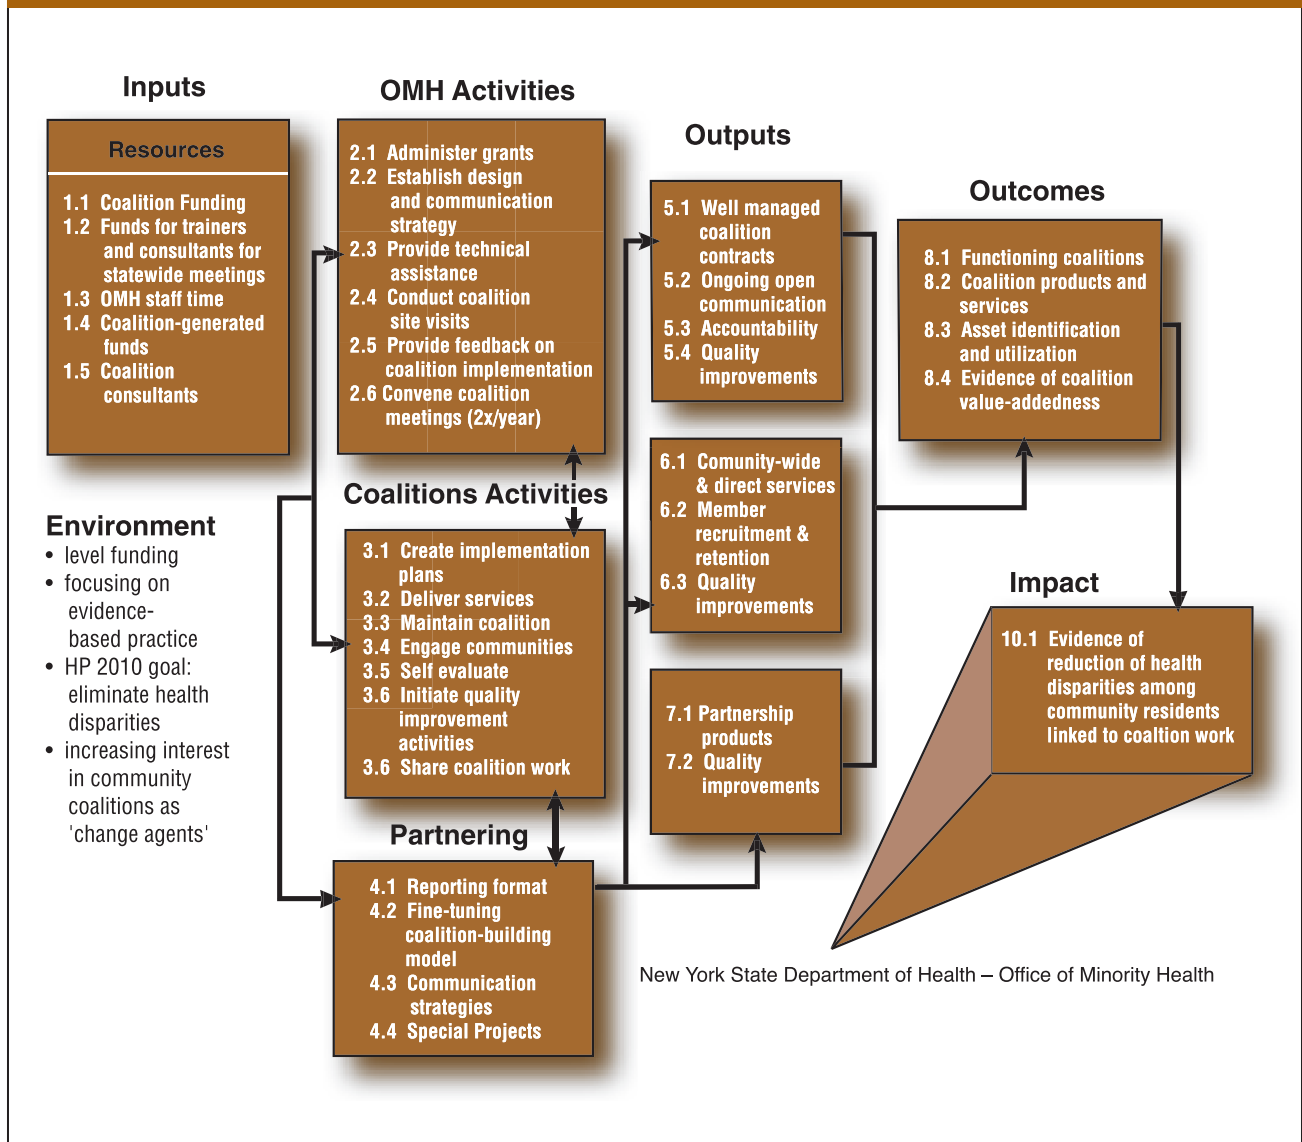 Inputs
Resources
1.1 Coalition Funding
1.2 Funds for trainers
and consultants for
statewide meetings
1.3 OMH staff time
1.4 Coalition-generated
funds
1.5 Coalition
consultants
Environment
• level funding
• focusing on
evidence-
based practice
• HP 2010 goal:
eliminate health
disparities
• increasing interest
in community
coalitions as
'change agents'
OMH Activities
2.1 Administer grants
2.2 Establish design
and communication
strategy
2.3 Provide technical
assistance
2.4 Conduct coalition
site visits
2.5 Provide feedback on
coalition implementation
2.6 Convene coalition
meetings (2x/year)
Coalitions Activities
3.1 Create implementation
plans
3.2 Deliver services
3.3 Maintain coalition
3.4 Engage communities
3.5 Self evaluate
3.6 Initiate quality
improvement
activities
3.6 Share coalition work
Partnering
4.1 Reporting format
4.2 Fine-tuning
coalition-building
model
4.3 Communication
strategies
4.4 Special Projects
Outputs
5.1 Well managed
coalition
contracts
5.2 Ongoing open
communication
5.3 Accountability
5.4 Quality
improvements
6.1 Comunity-wide
& direct services
6.2 Member
recruitment &
retention
6.3 Quality
improvements
7.1 Partnership
products
7.2 Quality
improvements
Outcomes
8.1 Functioning coalitions
8.2 Coalition products and
services
8.3 Asset identification
and utilization
8.4 Evidence of coalition
value-addedness
Impact
10.1 Evidence of
reduction of health
disparities among
community residents
linked to coaltion work
New York State Department of Health – Office of Minority Health